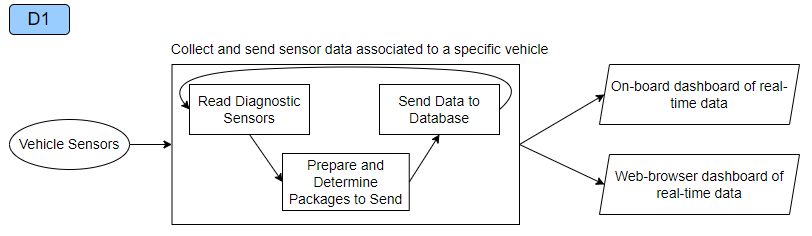 D1
Collect and send sensor data associated to a specific vehicle
Vehicle Sensors
Read Diagnostic
Sensors
Prepare and
Determine
Packages to Send
Send Data to
Database
On-board dashboard of real-
time data
Web-browser dashboard of
real-time data